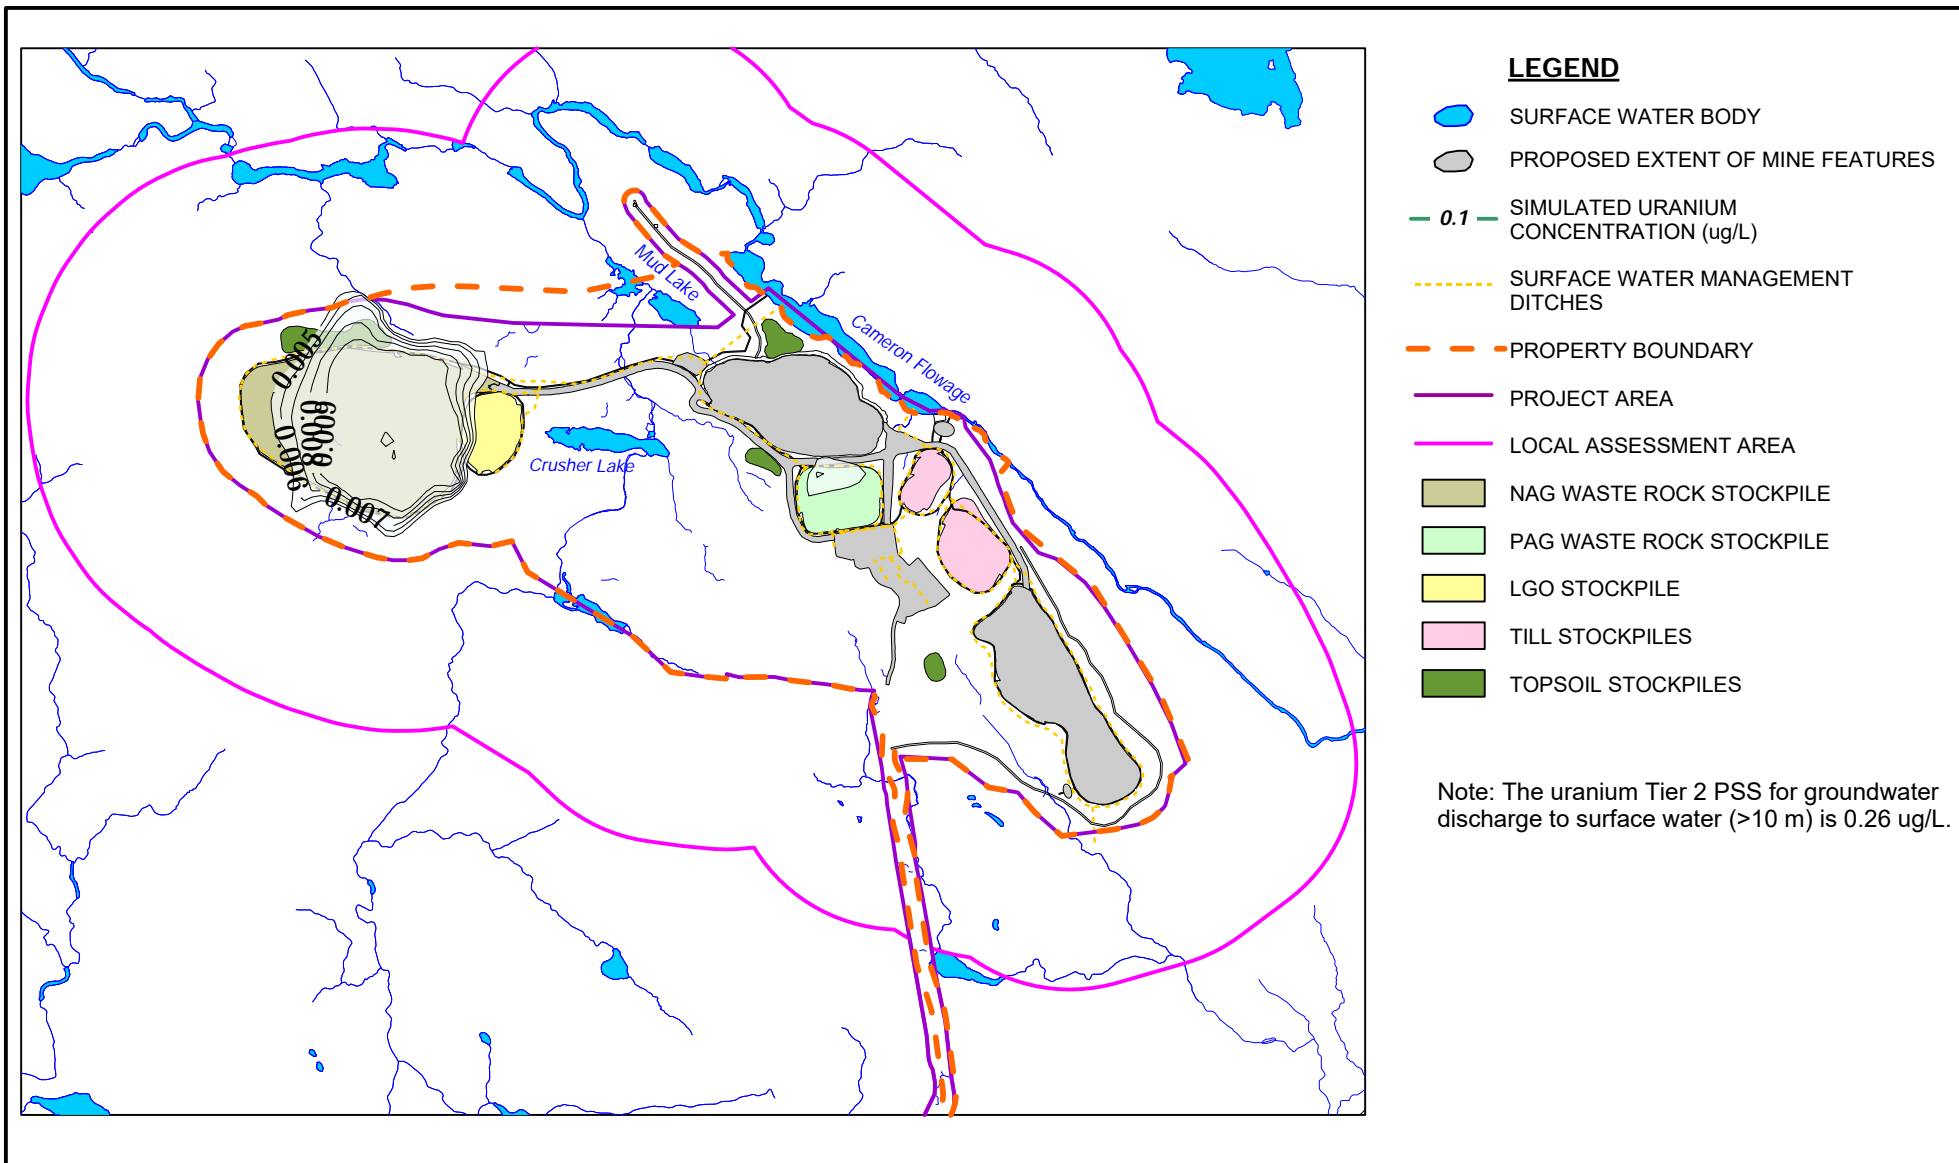 LEGEND
SURFACE WATER BODY
PROPOSED EXTENT OF MINE FEATURES
0.1
SIMULATED URANIUM
CONCENTRATION (ug/L)
SURFACE WATER MANAGEMENT
DITCHES
PROPERTY BOUNDARY
PROJECT AREA
LOCAL ASSESSMENT AREA
NAG WASTE ROCK STOCKPILE
PAG WASTE ROCK STOCKPILE
LGO STOCKPILE
TILL STOCKPILES
TOPSOIL STOCKPILES
Note: The uranium Tier 2 PSS for groundwater
discharge to surface water (>10 m) is 0.26 ug/L.
Mud Lake
Cameron Flowage
Crusher Lake
0.005
0.006
0.008
0.009
0.007